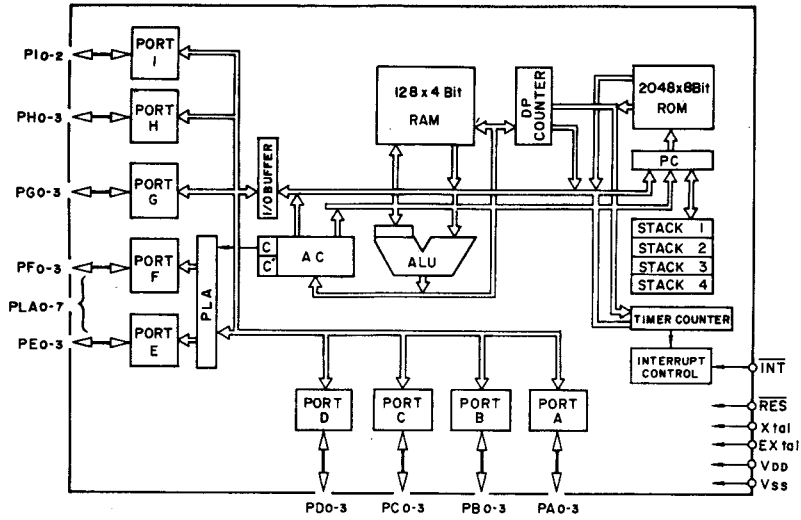 PI0-2
PORT
I
PH0-3
PORT
H
PG0-3
PORT
G
PF0-3
PORT
F
PLA0-7
PE0-3
PORT
E
PLA
I/O BUFFER
C
C'
AC
128x4 Bit
RAM
ALU
DP
COUNTER
2048x8Bit
ROM
PC
STACK 1
STACK 2
STACK 3
STACK 4
TIMER COUNTER
INTERRUPT
CONTROL
INT
RES
Xtal
EXtal
VDD
VSS
PORT
D
PORT
C
PORT
B
PORT
A
PD0-3
PC0-3
PB0-3
PA0-3